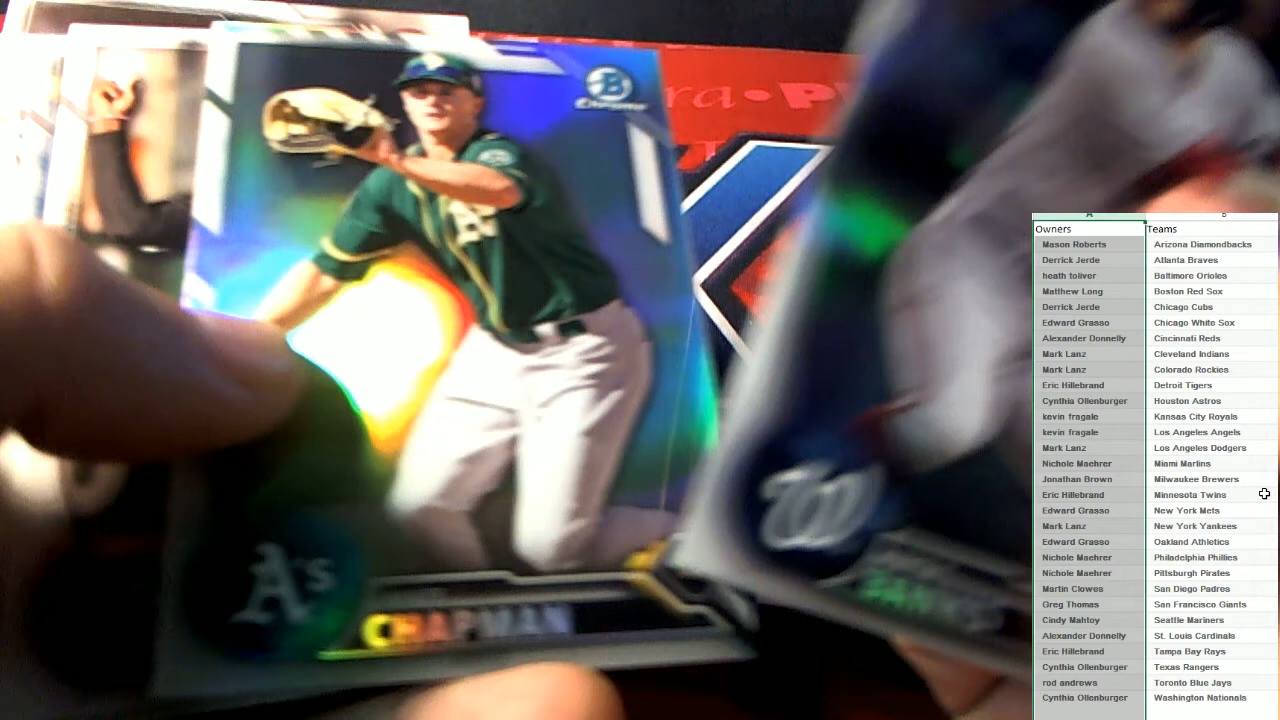 B
Chrome
A's
CHAPMAN
W
A B
Owners Teams
Mason Roberts Arizona Diamondbacks
Derrick Jerde Atlanta Braves
heath toliver Baltimore Orioles
Matthew Long Boston Red Sox
Derrick Jerde Chicago Cubs
Edward Grasso Chicago White Sox
Alexander Donnelly Cincinnati Reds
Mark Lanz Cleveland Indians
Mark Lanz Colorado Rockies
Eric Hillebrand Detroit Tigers
Cynthia Ollenburger Houston Astros
kevin fragale Kansas City Royals
kevin fragale Los Angeles Angels
Mark Lanz Los Angeles Dodgers
Nichole Maehrer Miami Marlins
Jonathan Brown Milwaukee Brewers
Eric Hillebrand Minnesota Twins
Edward Grasso New York Mets
Mark Lanz New York Yankees
Edward Grasso Oakland Athletics
Nichole Maehrer Philadelphia Phillies
Nichole Maehrer Pittsburgh Pirates
Martin Clowes San Diego Padres
Greg Thomas San Francisco Giants
Cindy Mahtoy Seattle Mariners
Alexander Donnelly St. Louis Cardinals
Eric Hillebrand Tampa Bay Rays
Cynthia Ollenburger Texas Rangers
rod andrews Toronto Blue Jays
Cynthia Ollenburger Washington Nationals